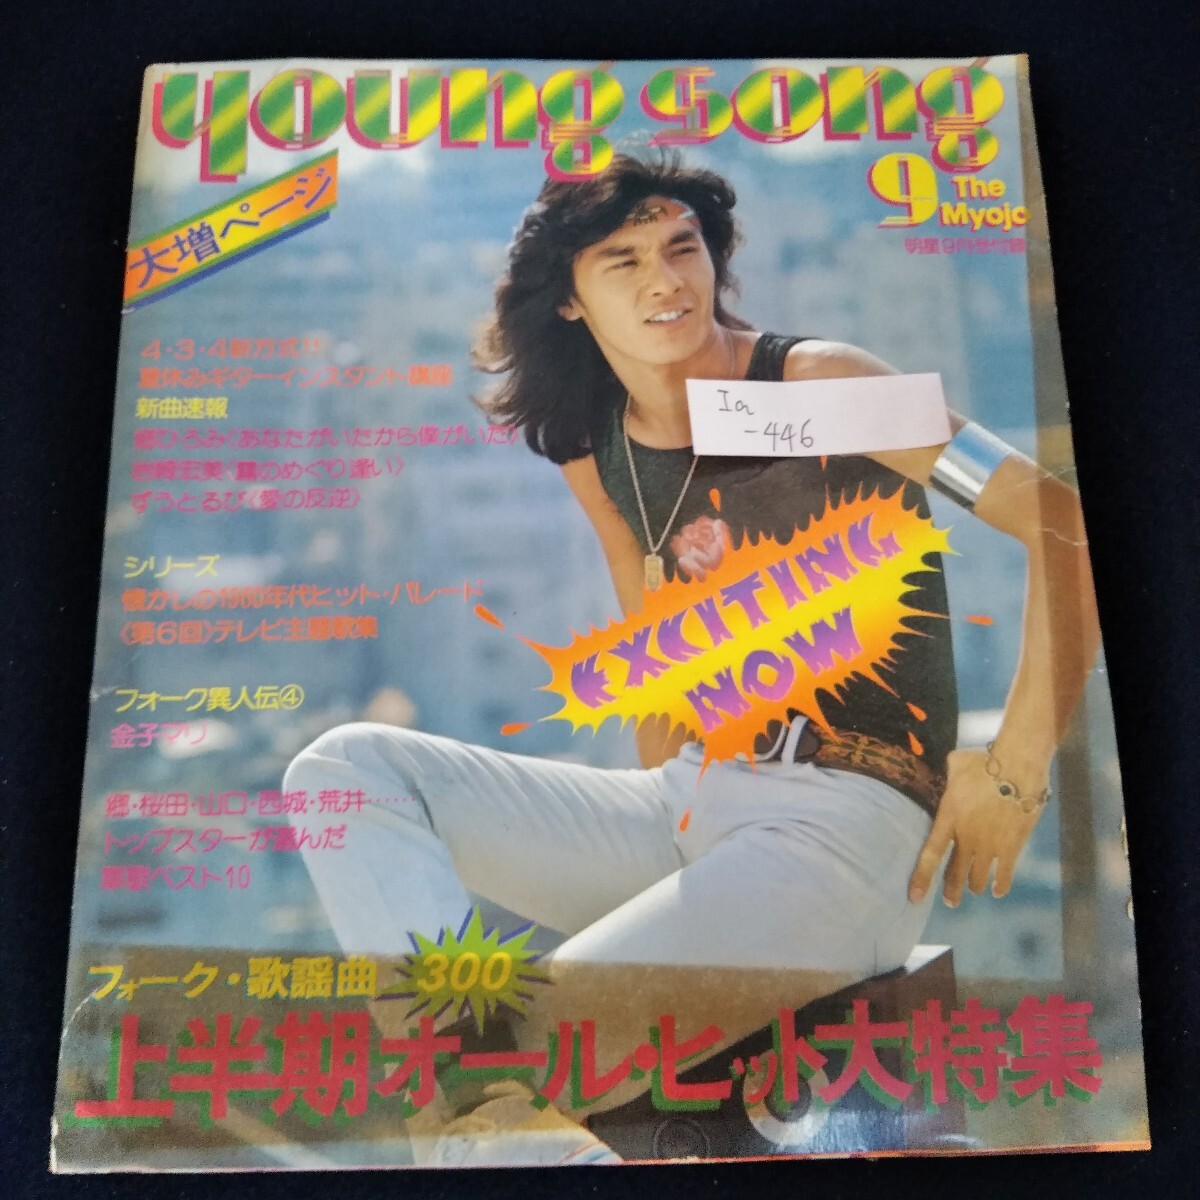 young song
9 The Myojo
明星9月号付録
大増ページ
4・3・4新方式!!
夏休みギターインスタント講座
新曲速報
郷ひろみ〈あなたがいたから僕がいた〉
岩崎宏美〈霧のめぐり逢い〉
ずうとるび〈愛の反逆〉
Ia
-446
シリーズ
懐かしの1960年代ヒット・パレード
《第6回》テレビ主題歌集
EXCITING
NOW
フォーク異人伝④
金子マリ
郷・桜田・山口・西城・荒井……
トップスターが選んだ
軍歌ベスト10
フォーク・歌謡曲 300
上半期オール・ヒット大特集